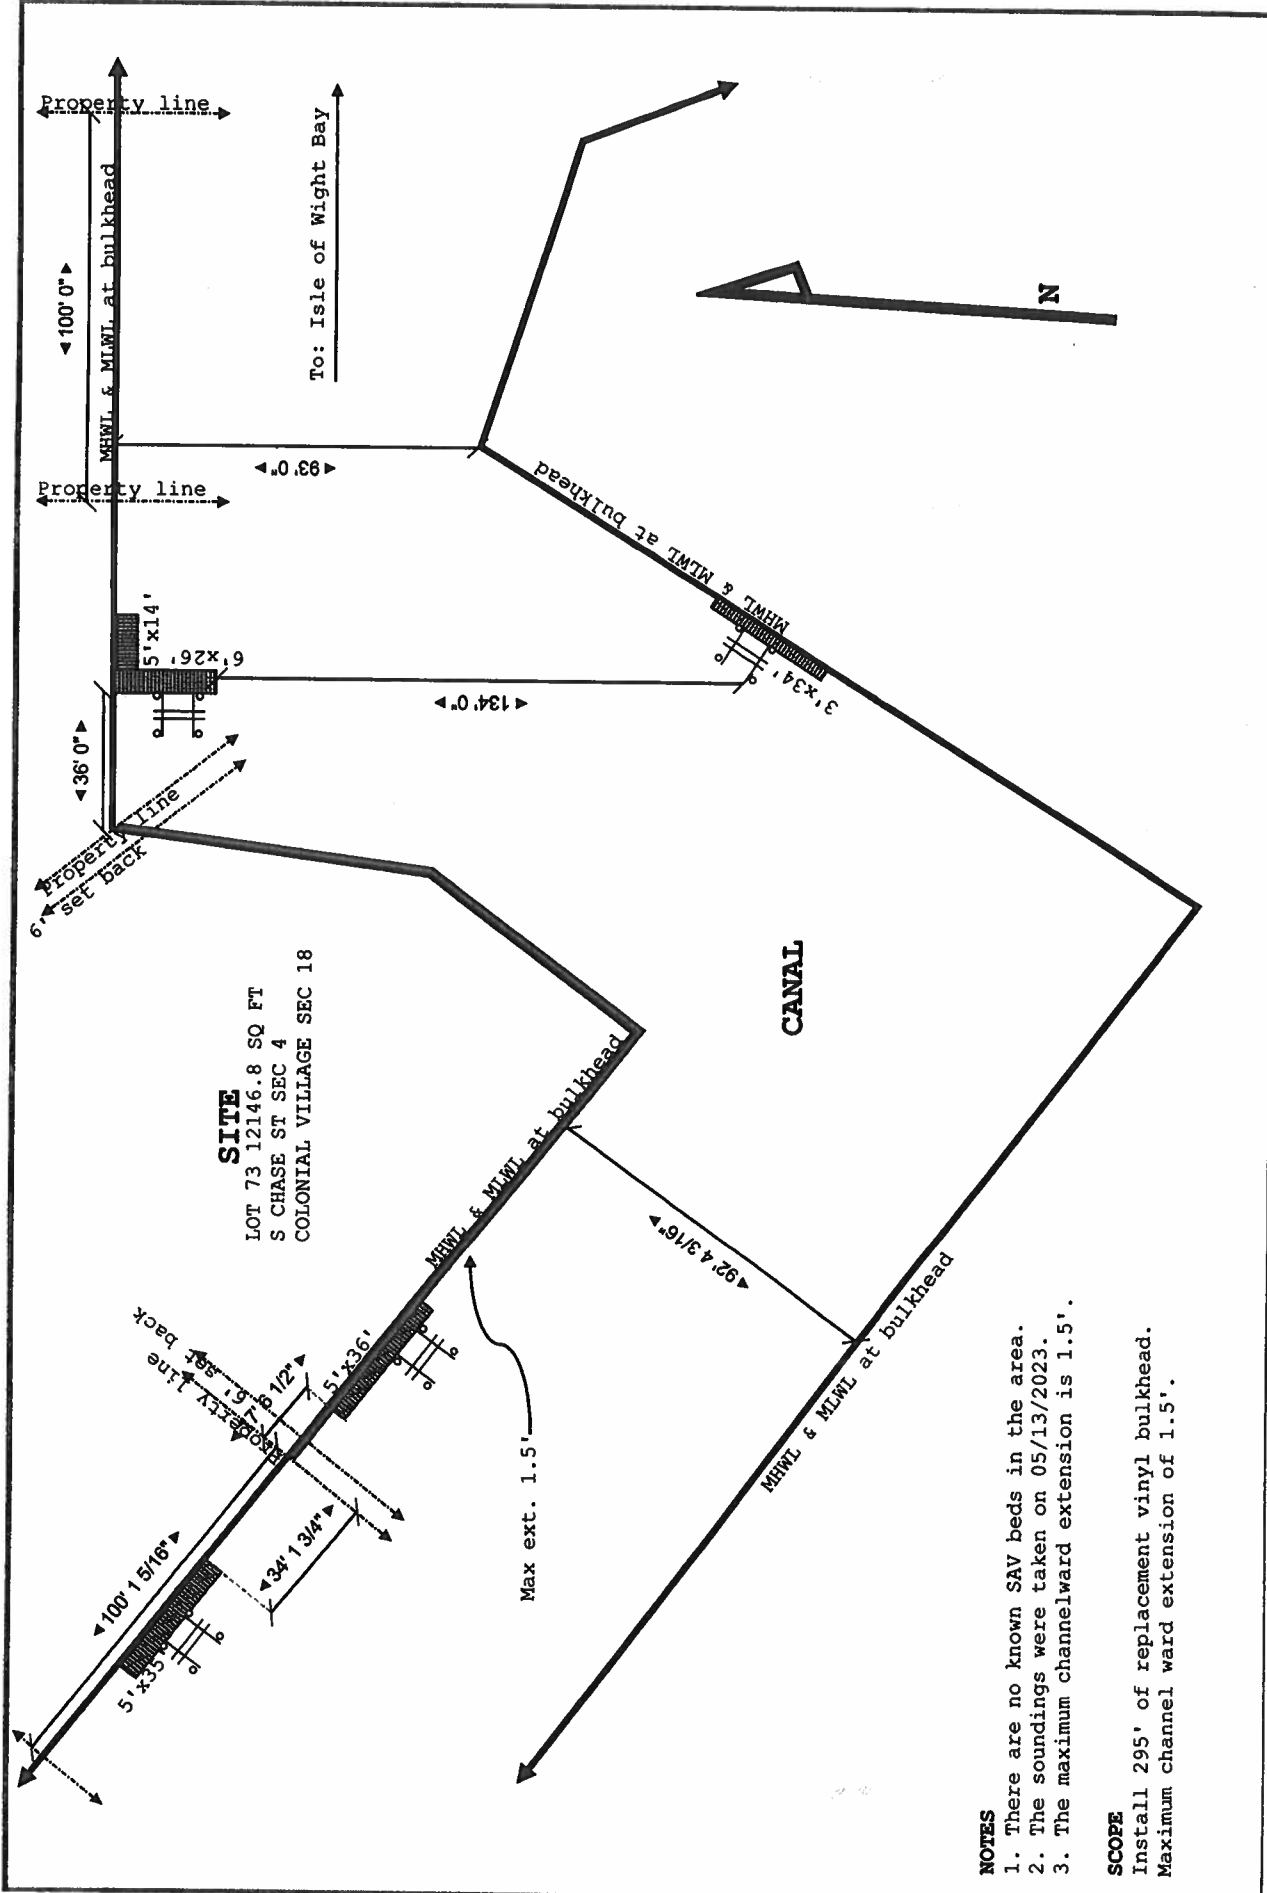 Property line
100' 0"
MHWL & MLWL at bulkhead
To: Isle of Wight Bay
Property line
93' 0"
5'x14'
6'x26'
36' 0"
134' 0"
MHWL & MLWL at bulkhead
3'x34'
Property line
6' set back
N
SITE
LOT 73 12146.8 SQ FT
S CHASE ST SEC 4
COLONIAL VILLAGE SEC 18
CANAL
MHWL & MLWL at bulkhead
92' 4 3/16"
6' set back
Property line
5'x36'
Max ext. 1.5'
34' 1 3/4"
100' 1 5/16"
5'x35'
MHWL & MLWL at bulkhead
NOTES
1. There are no known SAV beds in the area.
2. The soundings were taken on 05/13/2023.
3. The maximum channelward extension is 1.5'.
SCOPE
Install 295' of replacement vinyl bulkhead.
Maximum channel ward extension of 1.5'.